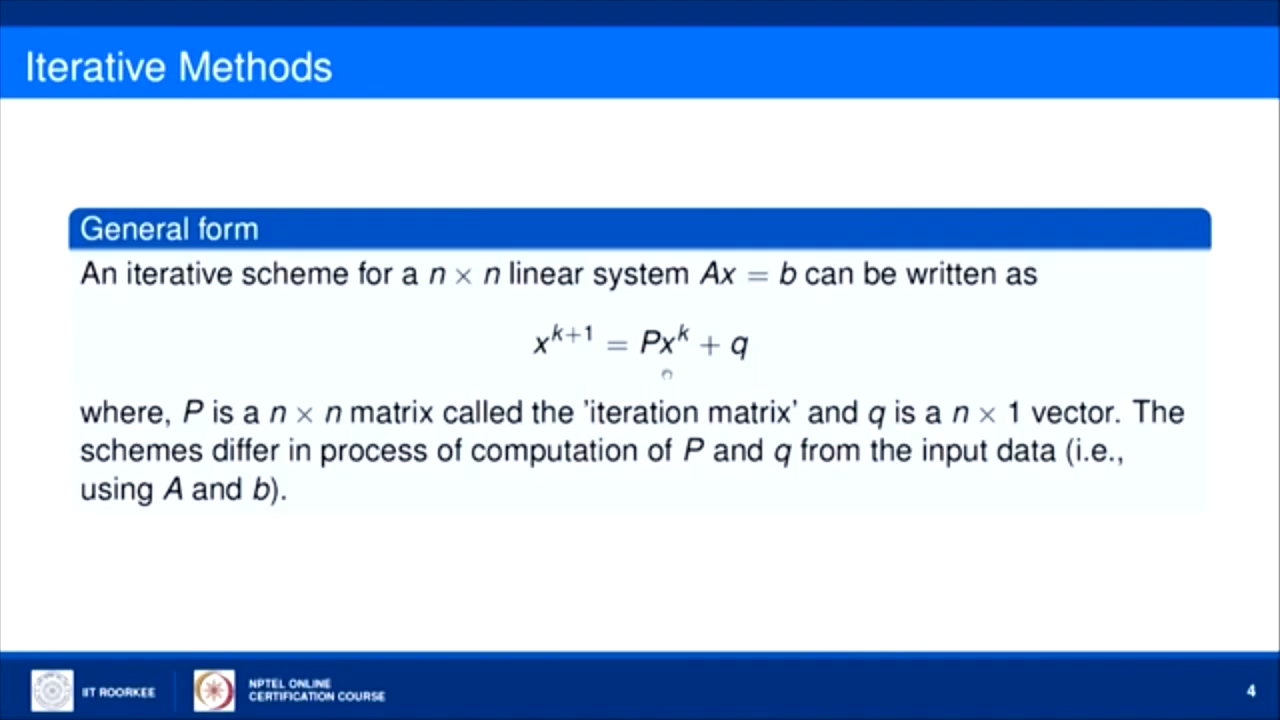 Iterative Methods
General form
An iterative scheme for a n × n linear system Ax = b can be written as
x^{k+1} = Px^k + q
where, P is a n × n matrix called the 'iteration matrix' and q is a n × 1 vector. The
schemes differ in process of computation of P and q from the input data (i.e.,
using A and b).
IIT ROORKEE
NPTEL ONLINE
CERTIFICATION COURSE
4